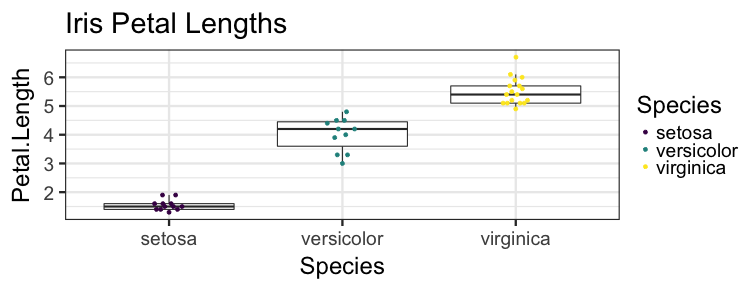 Iris Petal Lengths
Petal.Length
6
5
4
3
2
setosa versicolor virginica
Species
Species
setosa
versicolor
virginica